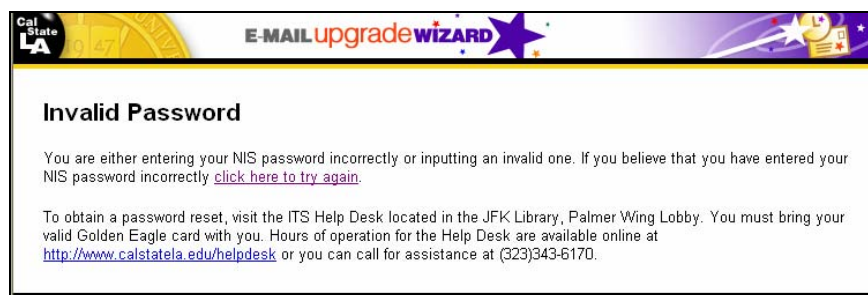 Cal
State
LA
19 47
E-MAIL upgrade WIZARD
Invalid Password
You are either entering your NIS password incorrectly or inputting an invalid one. If you believe that you have entered your
NIS password incorrectly click here to try again.
To obtain a password reset, visit the ITS Help Desk located in the JFK Library, Palmer Wing Lobby. You must bring your
valid Golden Eagle card with you. Hours of operation for the Help Desk are available online at
http://www.calstatela.edu/helpdesk or you can call for assistance at (323)343-6170.